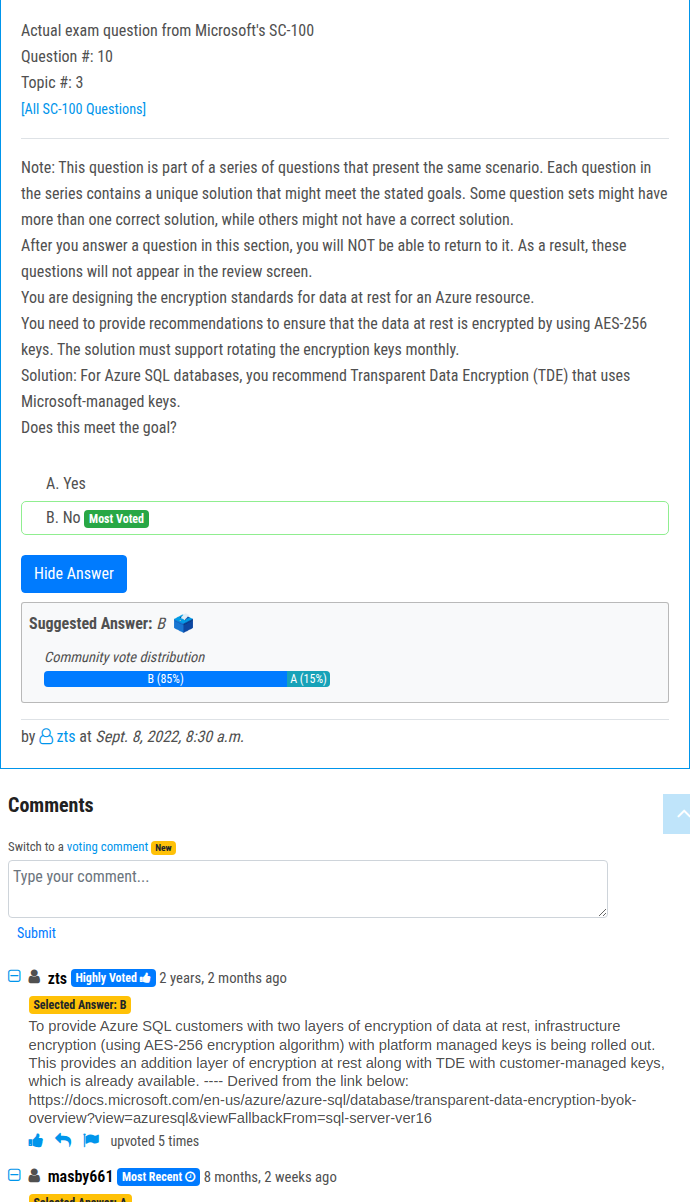 Actual exam question from Microsoft's SC-100
Question #: 10
Topic #: 3
[All SC-100 Questions]
Note: This question is part of a series of questions that present the same scenario. Each question in
the series contains a unique solution that might meet the stated goals. Some question sets might have
more than one correct solution, while others might not have a correct solution.
After you answer a question in this section, you will NOT be able to return to it. As a result, these
questions will not appear in the review screen.
You are designing the encryption standards for data at rest for an Azure resource.
You need to provide recommendations to ensure that the data at rest is encrypted by using AES-256
keys. The solution must support rotating the encryption keys monthly.
Solution: For Azure SQL databases, you recommend Transparent Data Encryption (TDE) that uses
Microsoft-managed keys.
Does this meet the goal?
A. Yes
B. No Most Voted
Hide Answer
Suggested Answer: B
Community vote distribution
B (85%) A (15%)
by zts at Sept. 8, 2022, 8:30 a.m.
Comments
Switch to a voting comment New
Type your comment...
Submit
zts Highly Voted 2 years, 2 months ago
Selected Answer: B
To provide Azure SQL customers with two layers of encryption of data at rest, infrastructure
encryption (using AES-256 encryption algorithm) with platform managed keys is being rolled out.
This provides an addition layer of encryption at rest along with TDE with customer-managed keys,
which is already available. ---- Derived from the link below:
https://docs.microsoft.com/en-us/azure/azure-sql/database/transparent-data-encryption-byok-
overview?view=azuresql&viewFallbackFrom=sql-server-ver16
upvoted 5 times
masby661 Most Recent 8 months, 2 weeks ago
Selected Answer: A